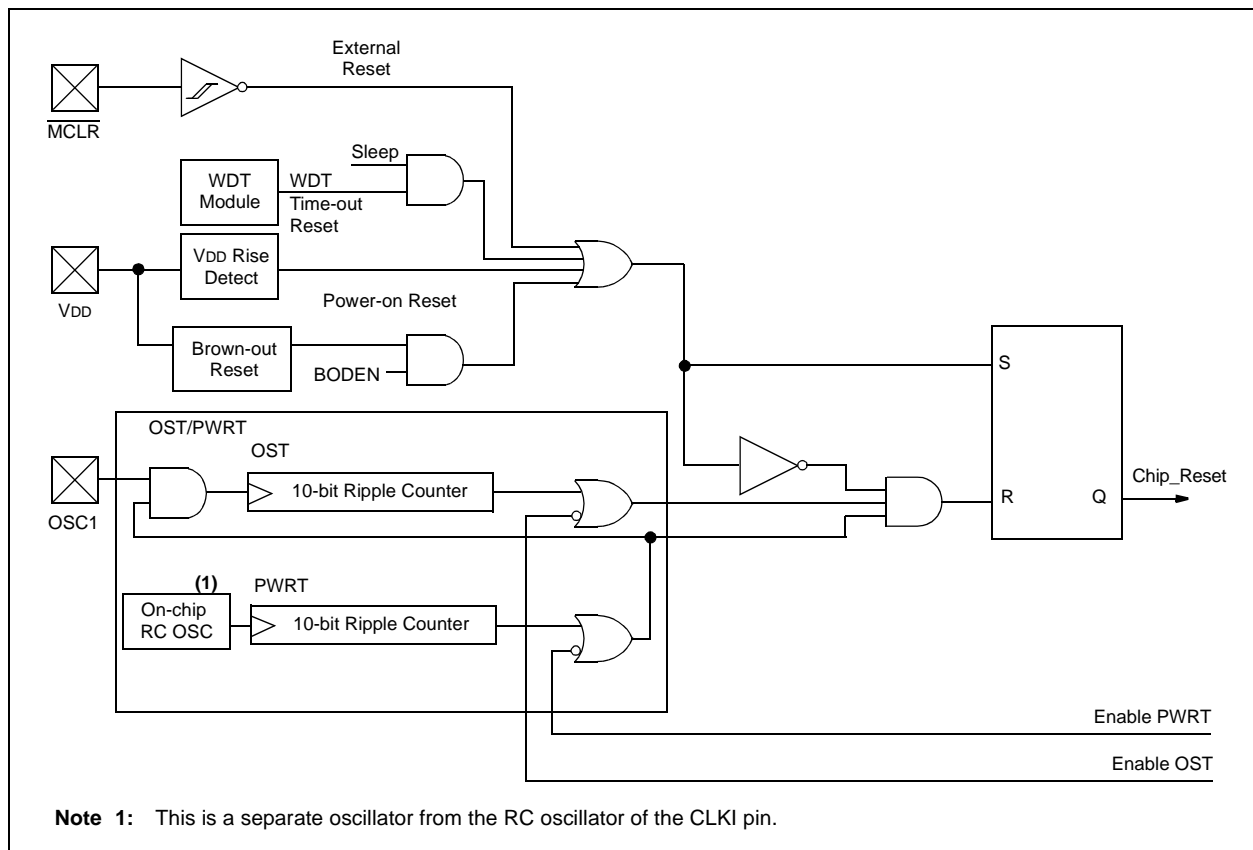 External
Reset
MCLR
Sleep
WDT
Module
WDT
Time-out
Reset
VDD Rise
Detect
VDD
Power-on Reset
Brown-out
Reset
BODEN
S
OST/PWRT
OST
10-bit Ripple Counter
OSC1
Chip_Reset
R
Q
(1)
PWRT
On-chip
RC OSC
10-bit Ripple Counter
Enable PWRT
Enable OST
Note 1: This is a separate oscillator from the RC oscillator of the CLKI pin.